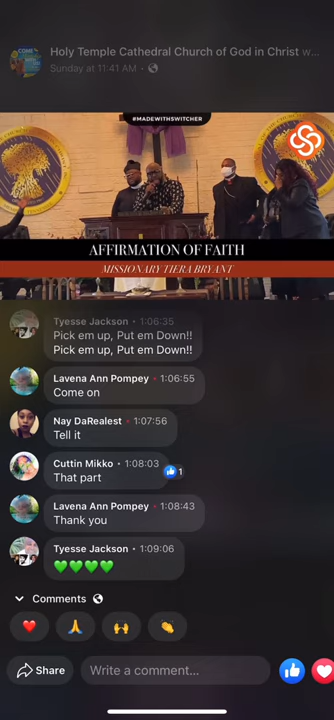 Holy Temple Cathedral Church of God in Christ w...
Sunday at 11:41 AM ·
#MADEWITHSWITCHER
AFFIRMATION OF FAITH
MISSIONARY TIERA BRYANT
Tyesse Jackson • 1:06:35
Pick em up, Put em Down!!
Pick em up, Put em Down!!
Lavena Ann Pompey • 1:06:55
Come on
Nay DaRealest • 1:07:56
Tell it
Cuttin Mikko • 1:08:03
That part
1
Lavena Ann Pompey • 1:08:43
Thank you
Tyesse Jackson • 1:09:06
💚💚💚💚
Comments
Share
Write a comment...